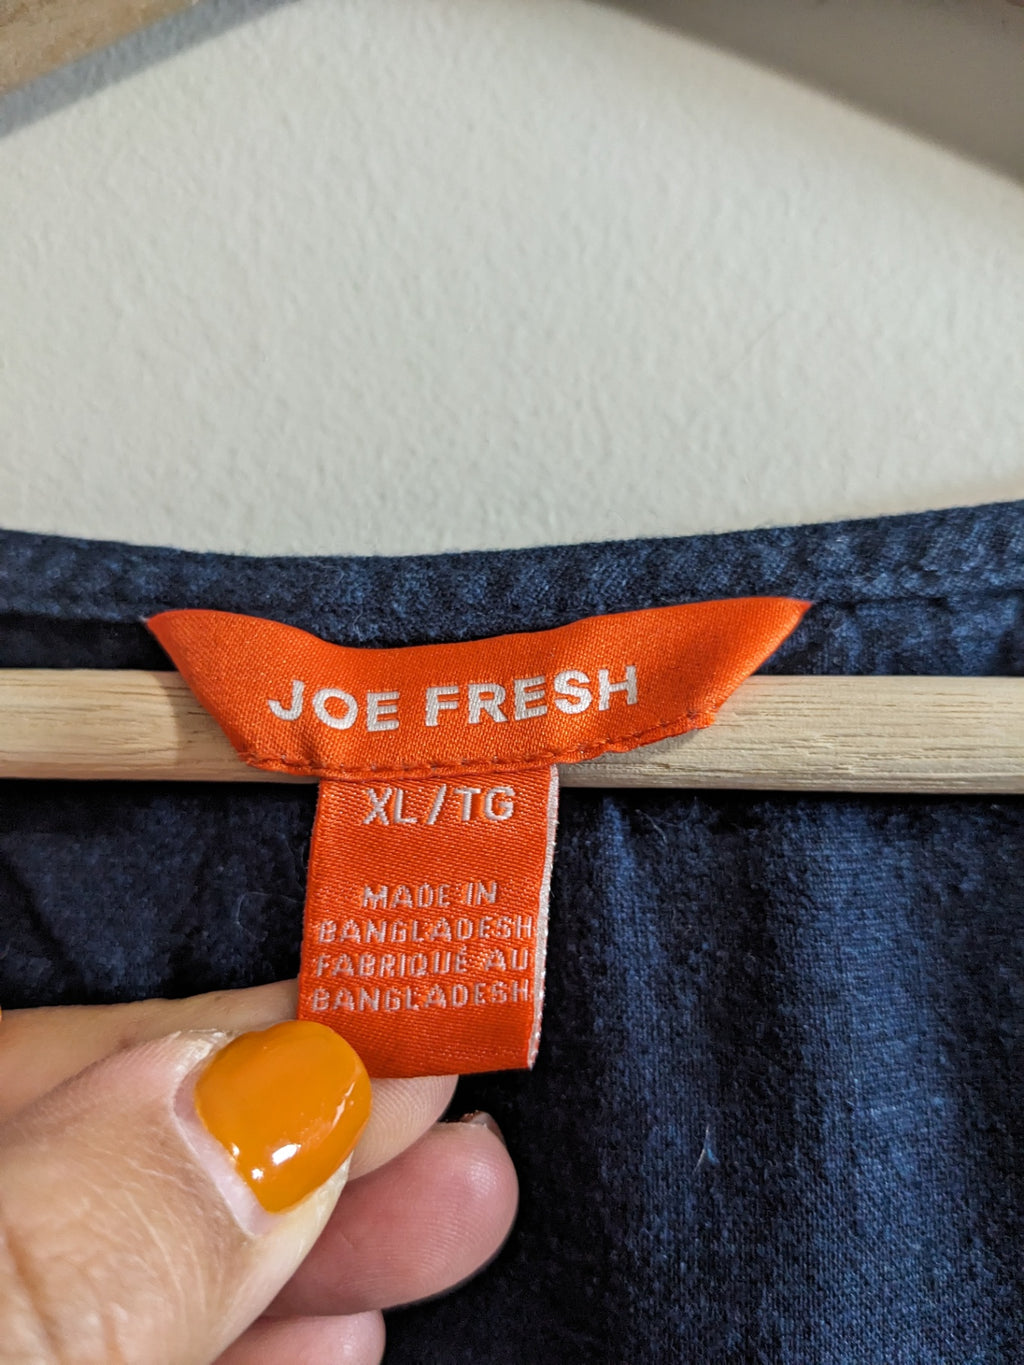 JOE FRESH
XL/TG
MADE IN
BANGLADESH
FABRIQUÉ AU
BANGLADESH